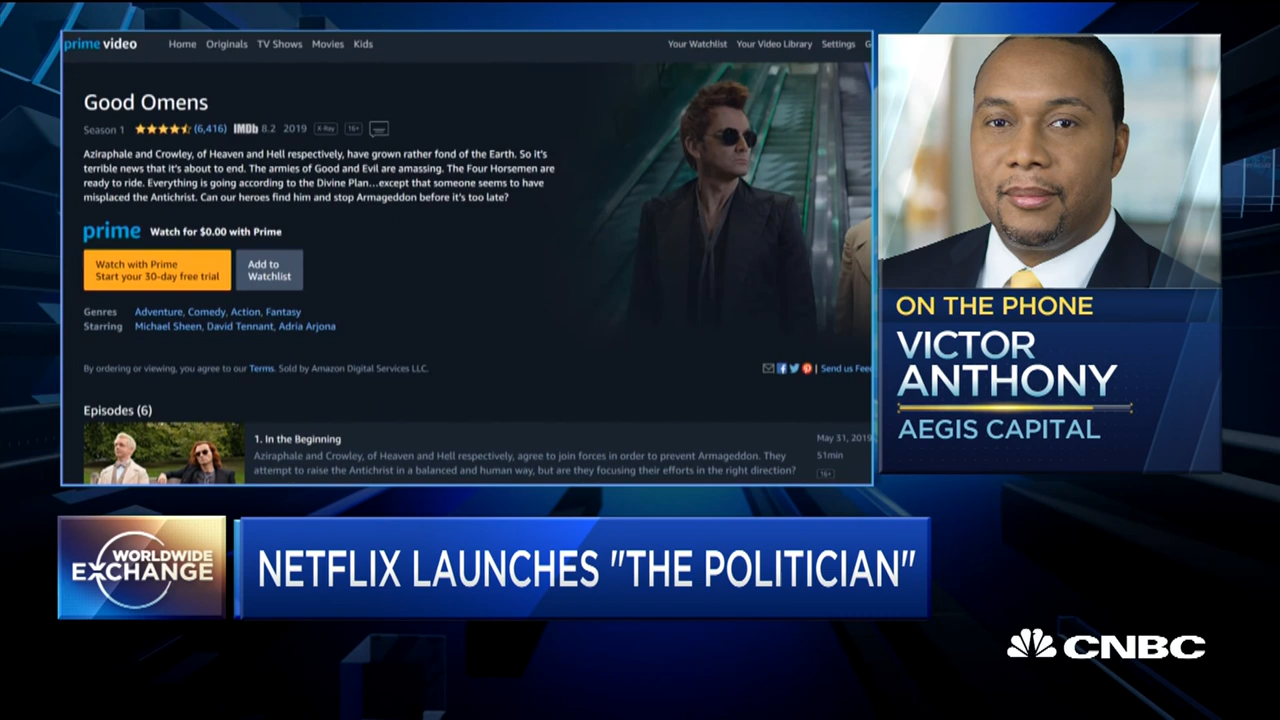 prime video
Home Originals TV Shows Movies Kids
Your Watchlist Your Video Library Settings G
Good Omens
Season 1 (6,416) IMDb 8.2 2019 X-Ray 16+
Aziraphale and Crowley, of Heaven and Hell respectively, have grown rather fond of the Earth. So it's
terrible news that it's about to end. The armies of Good and Evil are amassing. The Four Horsemen are
ready to ride. Everything is going according to the Divine Plan...except that someone seems to have
misplaced the Antichrist. Can our heroes find him and stop Armageddon before it's too late?
prime Watch for $0.00 with Prime
Watch with Prime
Start your 30-day free trial
Add to
Watchlist
Genres Adventure, Comedy, Action, Fantasy
Starring Michael Sheen, David Tennant, Adria Arjona
By ordering or viewing, you agree to our Terms. Sold by Amazon Digital Services LLC.
| Send us Fee
Episodes (6)
1. In the Beginning
May 31, 2019
Aziraphale and Crowley, of Heaven and Hell respectively, agree to join forces in order to prevent Armageddon. They
51min
attempt to raise the Antichrist in a balanced and human way, but are they focusing their efforts in the right direction?
16+
ON THE PHONE
VICTOR
ANTHONY
AEGIS CAPITAL
WORLDWIDE
EXCHANGE
NETFLIX LAUNCHES "THE POLITICIAN"
CNBC